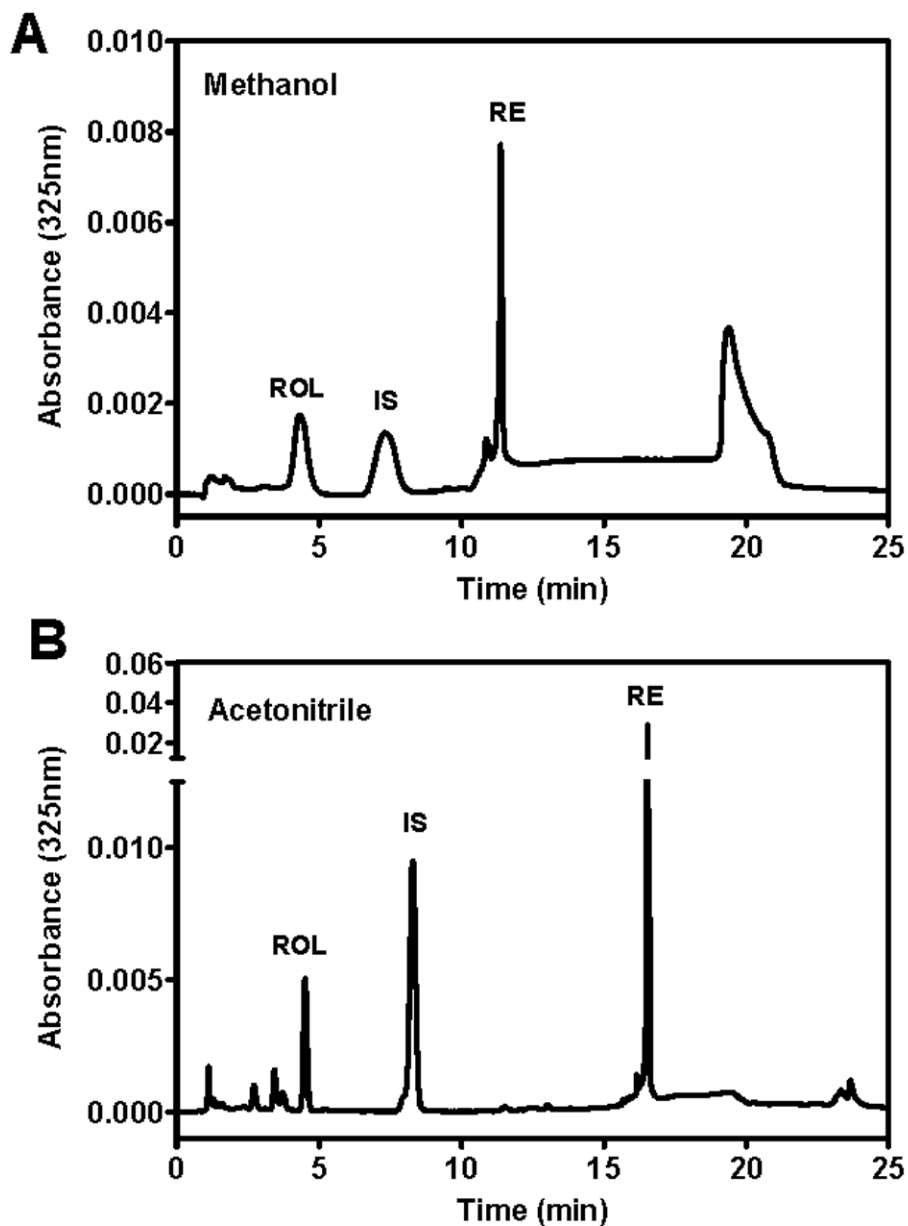 A
Methanol
0.010
0.008
0.006
0.004
0.002
0.000
Absorbance (325nm)
ROL
IS
RE
0
5
10
15
20
25
Time (min)
B
Acetonitrile
0.06
0.04
0.02
0.010
0.005
0.000
Absorbance (325nm)
ROL
IS
RE
0
5
10
15
20
25
Time (min)